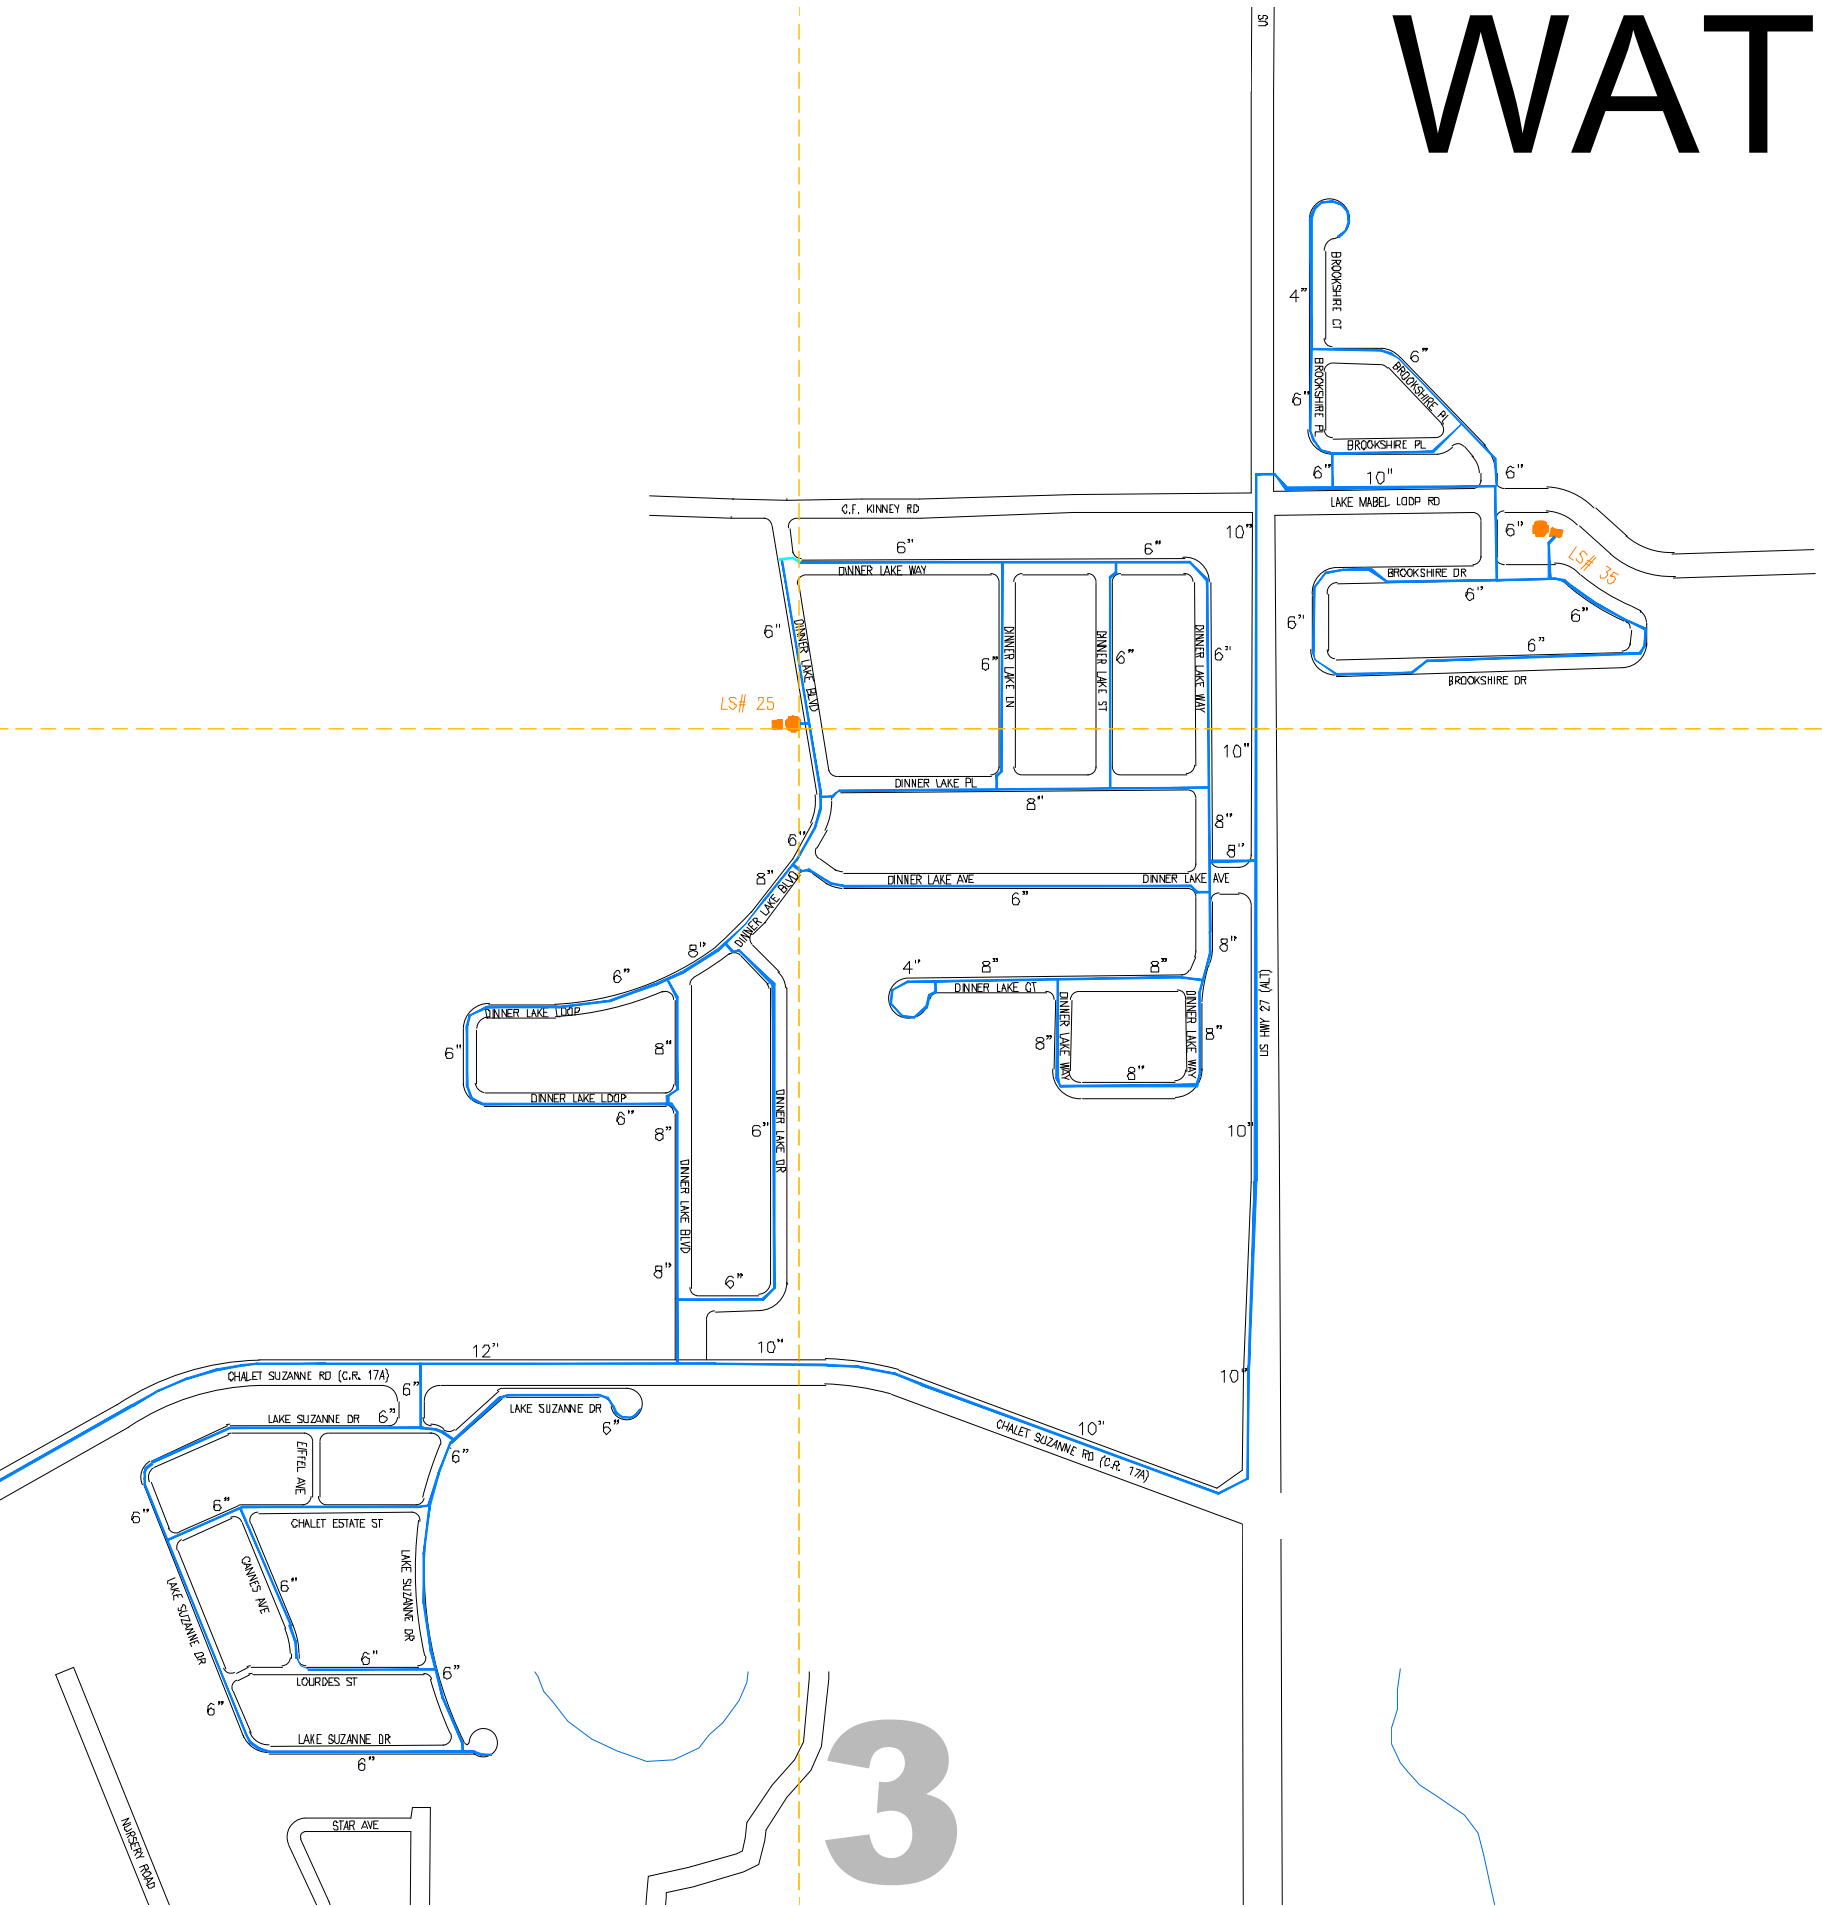 WAT
US
BROOKSHIRE CT
4"
6"
BROOKSHIRE PL
BROOKSHIRE PL
6"
BROOKSHIRE PL
6"
10"
6"
LAKE MABEL LOOP RD
C.F. KINNEY RD
10"
6"
LS# 35
6"
6"
DINNER LAKE WAY
BROOKSHIRE DR
6"
6"
6"
6"
BROOKSHIRE DR
6"
DINNER LAKE BLVD
6"
DINNER LAKE LN
DINNER LAKE ST
6"
DINNER LAKE WAY
6"
LS# 25
10"
DINNER LAKE PL
8"
8"
6"
8"
8"
DINNER LAKE BLVD
DINNER LAKE AVE
DINNER LAKE AVE
6"
8"
8"
6"
4"
8"
8"
DINNER LAKE CT
US HWY 27 (ALT)
DINNER LAKE LOOP
6"
8"
8"
DINNER LAKE WAY
DINNER LAKE WAY
8"
8"
DINNER LAKE LOOP
6"
8"
6"
DINNER LAKE DR
10"
DINNER LAKE BLVD
8"
6"
12"
10"
10"
CHALET SUZANNE RD (C.R. 17A)
6"
LAKE SUZANNE DR
6"
LAKE SUZANNE DR
6"
10"
CHALET SUZANNE RD (C.R. 17A)
EIFFEL AVE
6"
6"
6"
CHALET ESTATE ST
CANNES AVE
6"
LAKE SUZANNE DR
LAKE SUZANNE DR
6"
6"
LOURDES ST
6"
LAKE SUZANNE DR
6"
3
NURSERY ROAD
STAR AVE